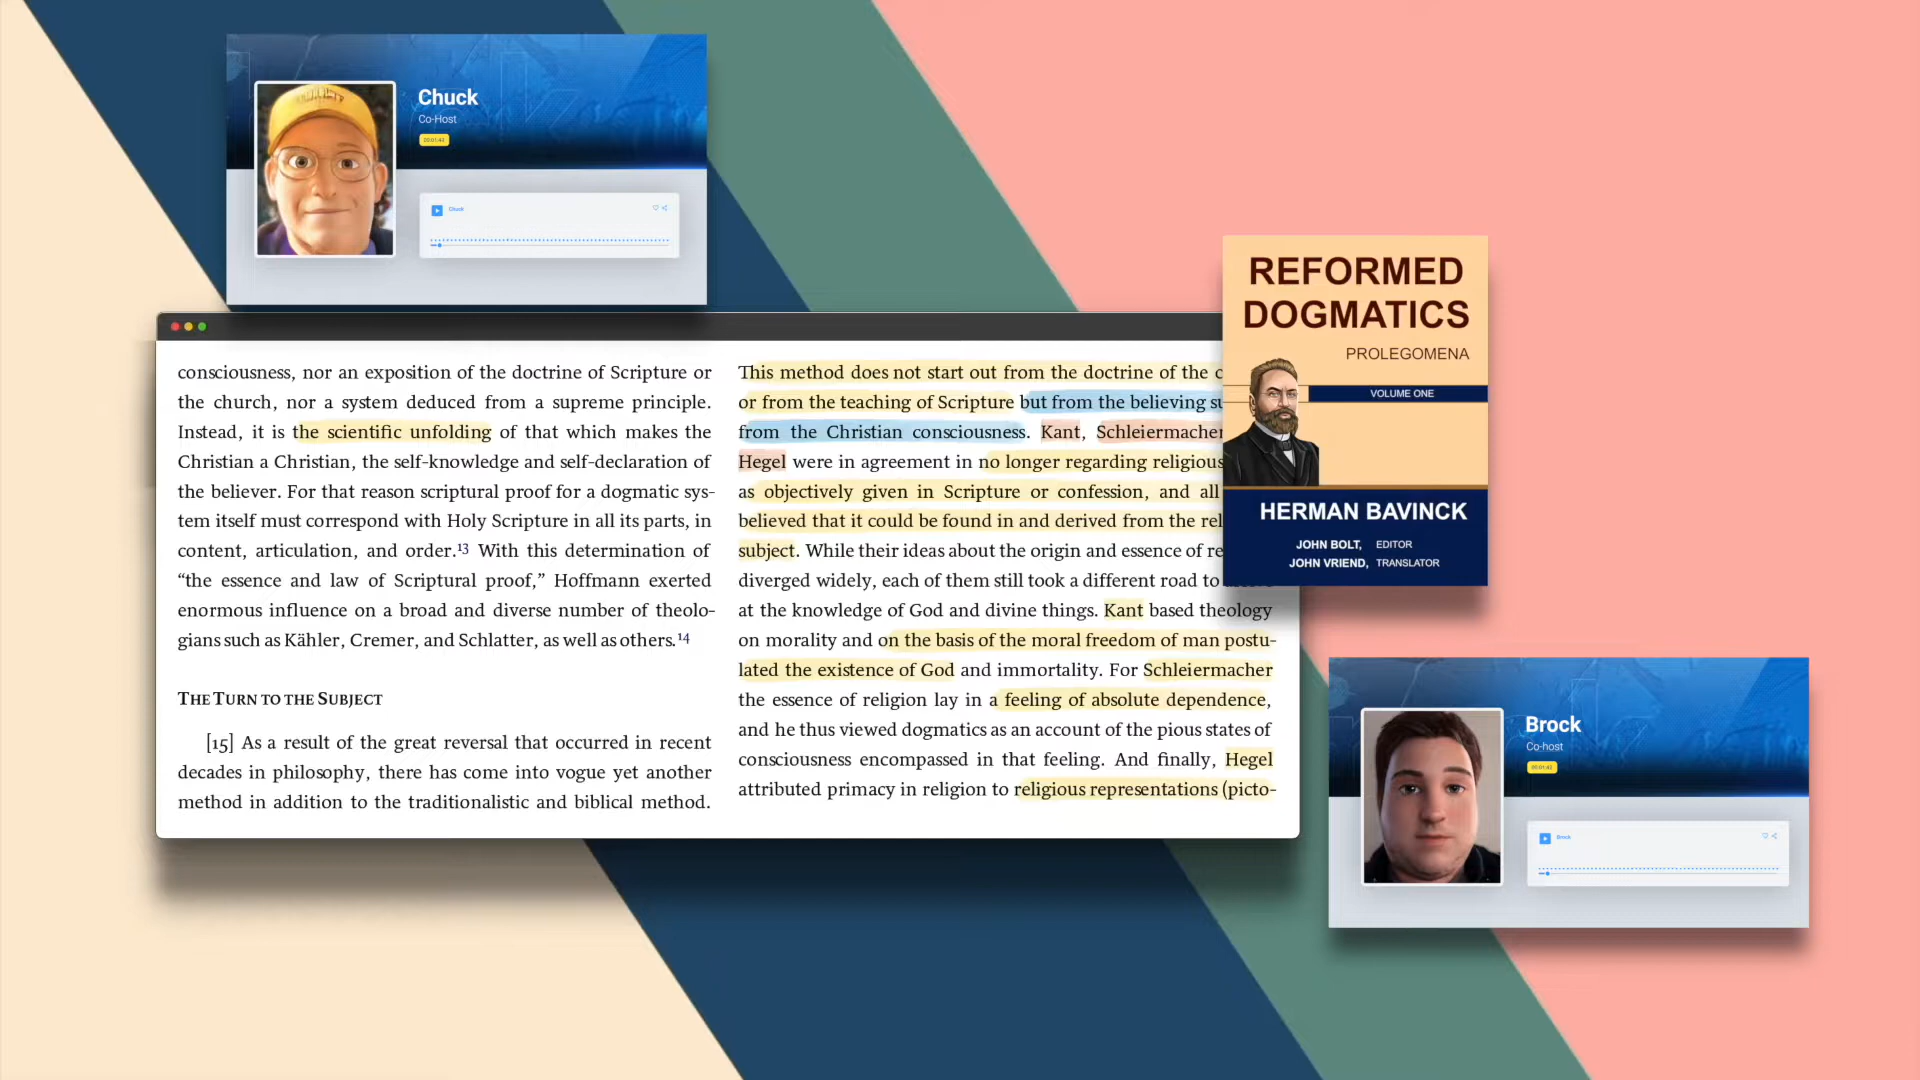 Chuck
Co-Host
00:01:42
Chuck
consciousness, nor an exposition of the doctrine of Scripture or
the church, nor a system deduced from a supreme principle.
Instead, it is the scientific unfolding of that which makes the
Christian a Christian, the self-knowledge and self-declaration of
the believer. For that reason scriptural proof for a dogmatic sys-
tem itself must correspond with Holy Scripture in all its parts, in
content, articulation, and order.13 With this determination of
“the essence and law of Scriptural proof,” Hoffmann exerted
enormous influence on a broad and diverse number of theolo-
gians such as Kähler, Cremer, and Schlatter, as well as others.14
The Turn to the Subject
[15] As a result of the great reversal that occurred in recent
decades in philosophy, there has come into vogue yet another
method in addition to the traditionalistic and biblical method.
This method does not start out from the doctrine of the
or from the teaching of Scripture but from the believing
from the Christian consciousness. Kant, Schleiermacher
Hegel were in agreement in no longer regarding religious
as objectively given in Scripture or confession, and all
believed that it could be found in and derived from the
subject. While their ideas about the origin and essence of
diverged widely, each of them still took a different road to
at the knowledge of God and divine things. Kant based theology
on morality and on the basis of the moral freedom of man postu-
lated the existence of God and immortality. For Schleiermacher
the essence of religion lay in a feeling of absolute dependence,
and he thus viewed dogmatics as an account of the pious states of
consciousness encompassed in that feeling. And finally, Hegel
attributed primacy in religion to religious representations (picto-
REFORMED
DOGMATICS
PROLEGOMENA
VOLUME ONE
HERMAN BAVINCK
JOHN BOLT, EDITOR
JOHN VRIEND, TRANSLATOR
Brock
Co-host
00:01:42
Brock